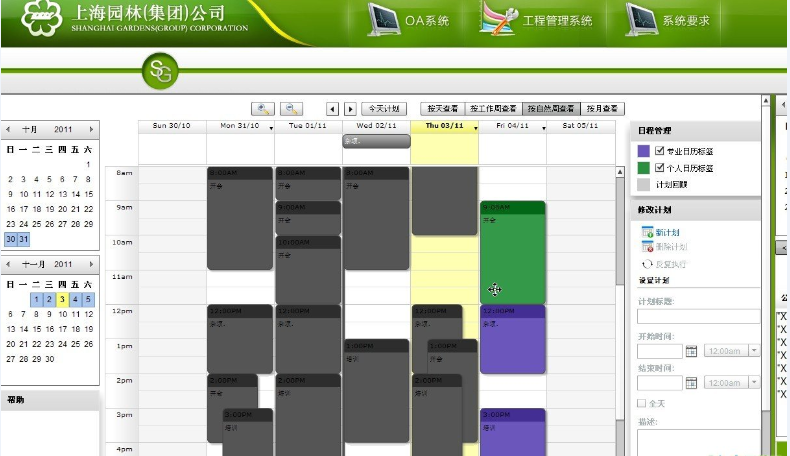 上海园林(集团)公司
SHANGHAI GARDENS(GROUP) CORPORATION
OA系统
工程管理系统
系统要求
SG
今天计划
按天查看
按工作周查看
按自然周查看
按月查看
十月 2011
日 一 二 三 四 五 六
1
2 3 4 5 6 7 8
9 10 11 12 13 14 15
16 17 18 19 20 21 22
23 24 25 26 27 28 29
30 31
十一月 2011
日 一 二 三 四 五 六
1 2 3 4 5
6 7 8 9 10 11 12
13 14 15 16 17 18 19
20 21 22 23 24 25 26
27 28 29 30
帮助
Sun 30/10
Mon 31/10
Tue 01/11
Wed 02/11
Thu 03/11
Fri 04/11
Sat 05/11
杂项。
8am
8:00AM
开会
8:00AM
开会
8:00AM
开会
9am
9:00AM
开会
9:00AM
开会
10am
10:00AM
开会
11am
12pm
12:00PM
杂项。
12:00PM
杂项。
12:00PM
杂项。
12:00PM
杂项。
1pm
1:00PM
培训
1:00PM
开会
2pm
2:00PM
开会
2:00PM
培训
2:00PM
培训
3pm
3:00PM
培训
3:00PM
培训
4pm
日程管理
专业日历标签
个人日历标签
计划回顾
修改计划
新计划
删除计划
反复执行
设置计划
计划标题:
开始时间:
12:00am
结束时间:
12:00am
全天
描述: